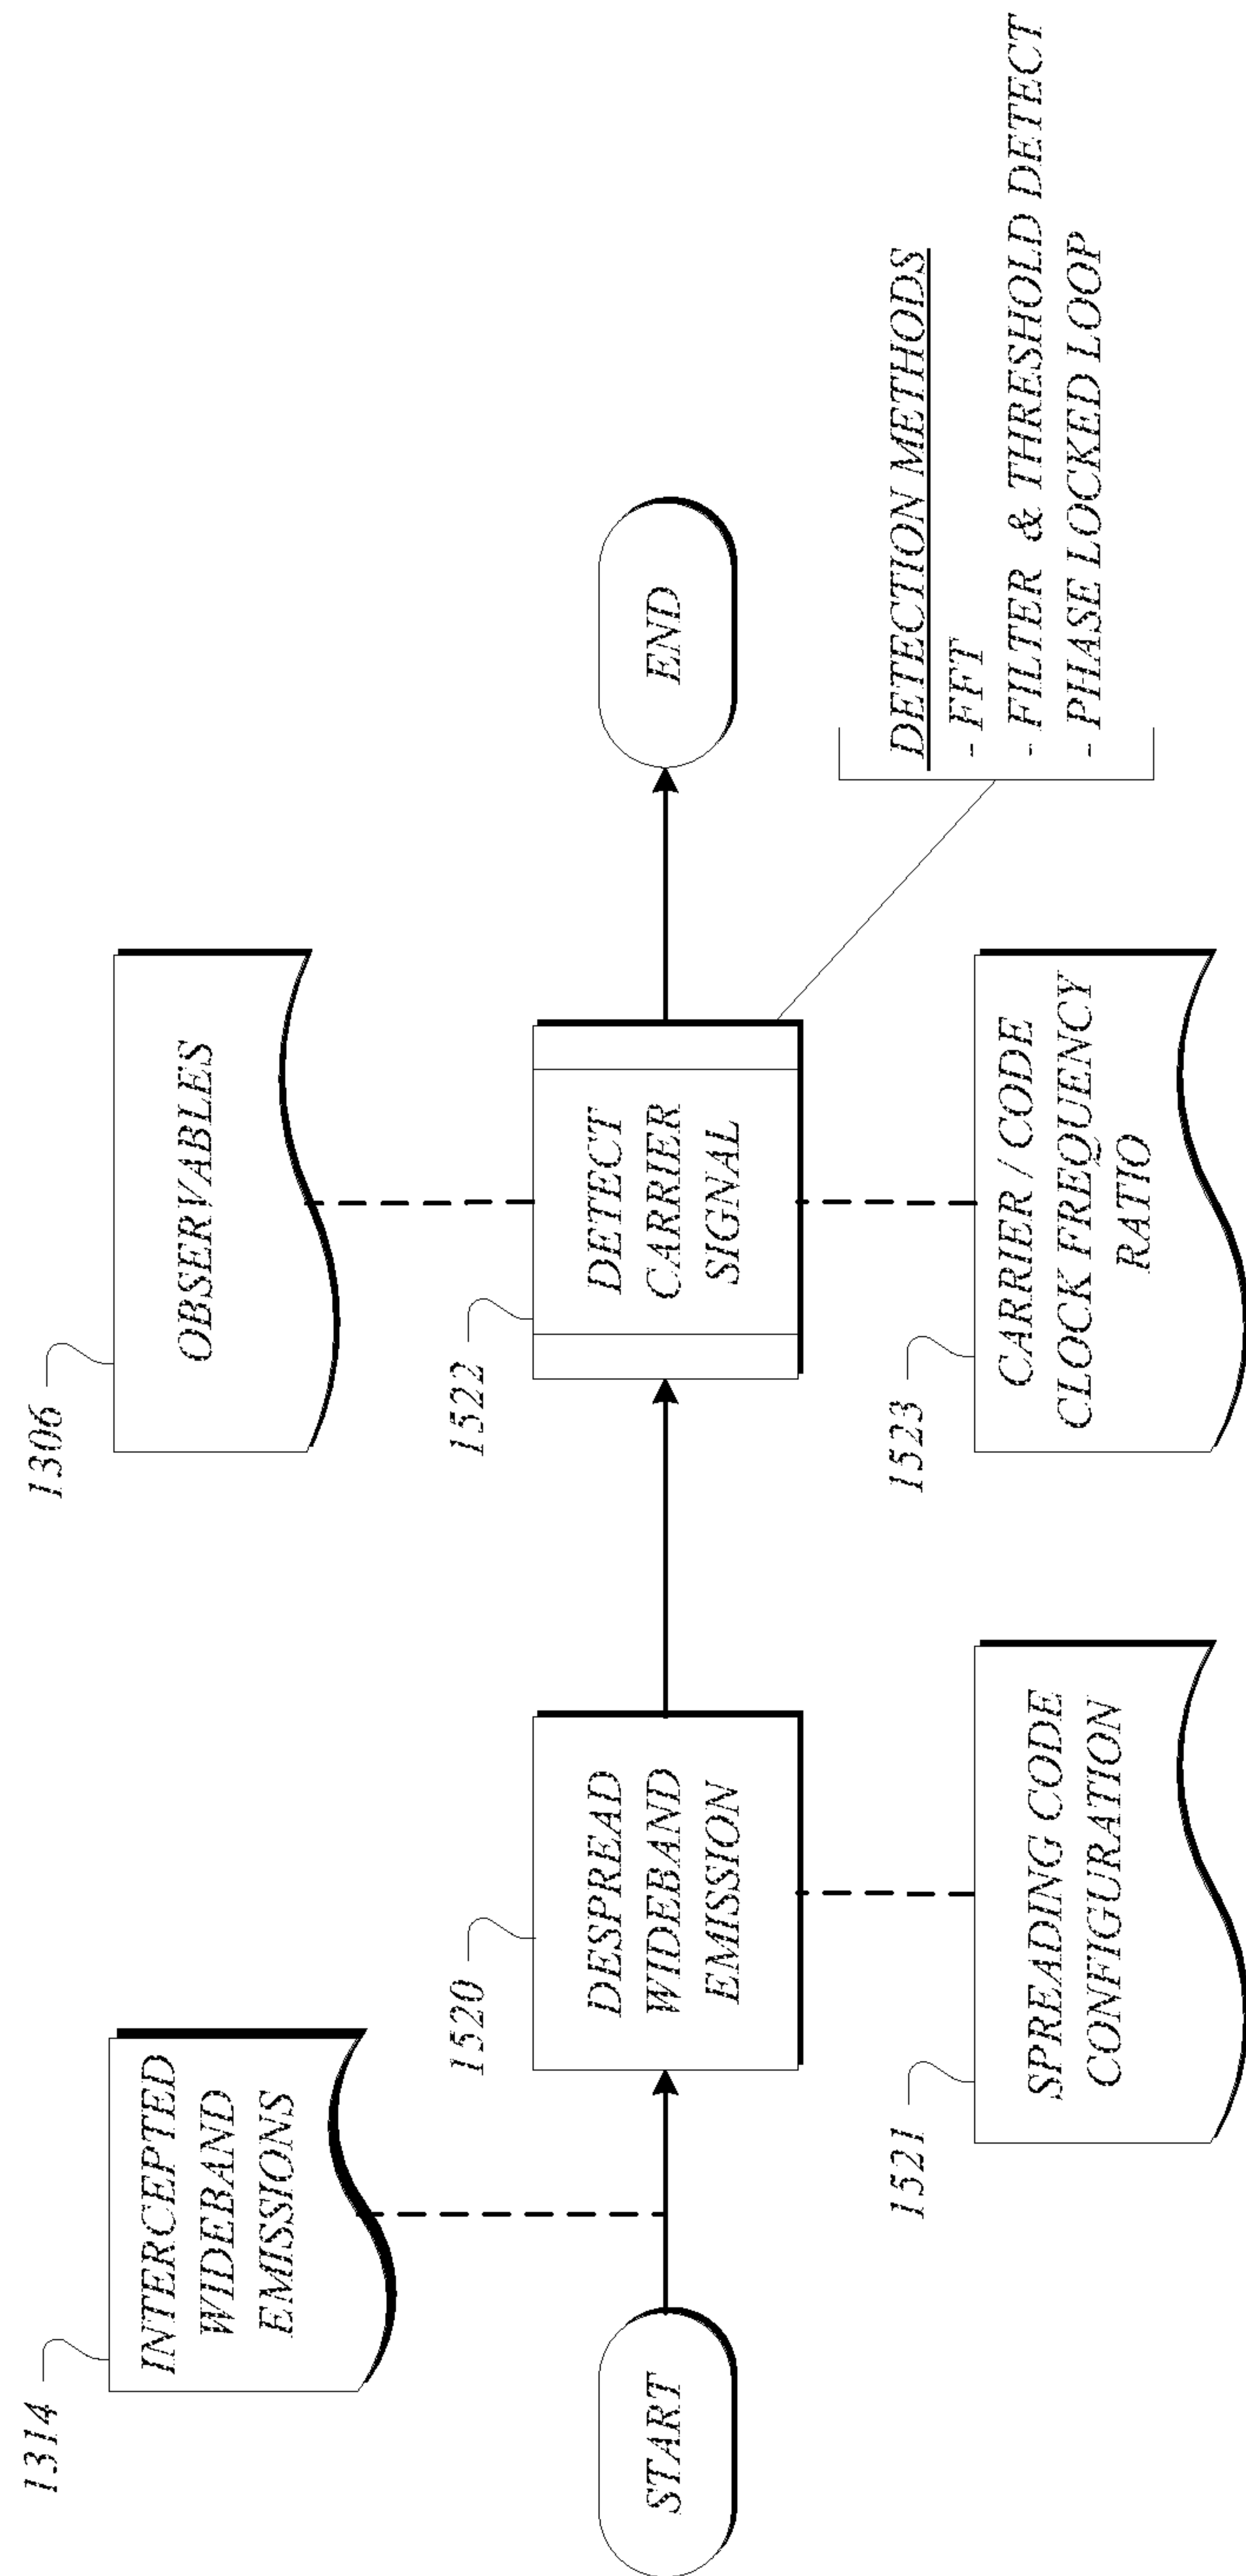 1314
INTERCEPTED
WIDEBAND
EMISSIONS
1306
OBSERVABLES
START
1520
DESPREAD
WIDEBAND
EMISSION
1522
DETECT
CARRIER
SIGNAL
END
1521
SPREADING CODE
CONFIGURATION
1523
CARRIER / CODE
CLOCK FREQUENCY
RATIO
DETECTION METHODS
- FFT
- FILTER & THRESHOLD DETECT
- PHASE LOCKED LOOP